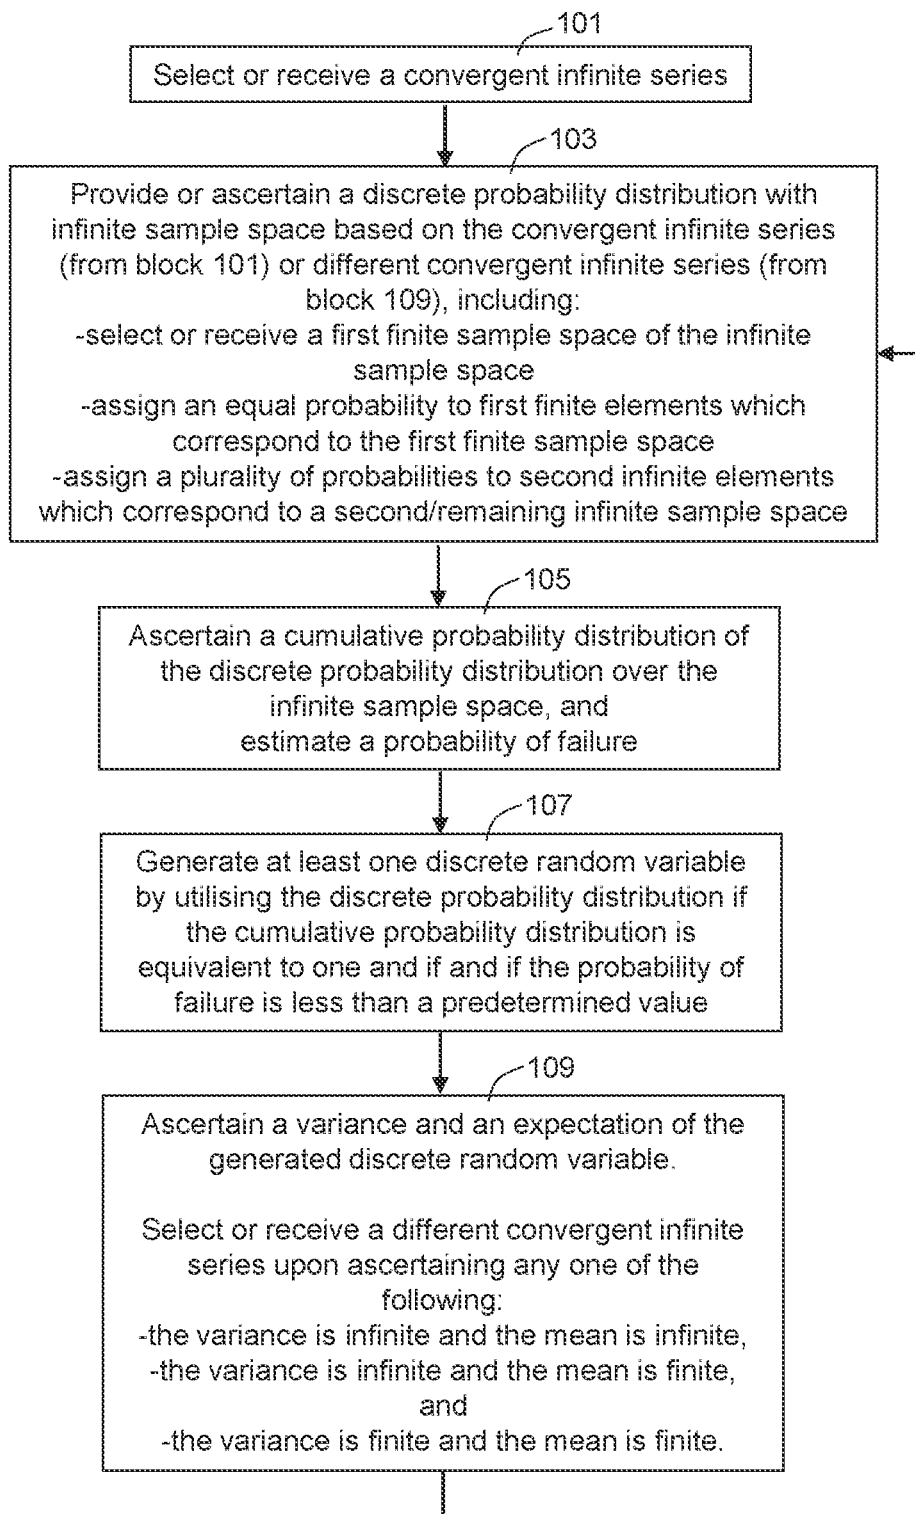 101
Select or receive a convergent infinite series
103
Provide or ascertain a discrete probability distribution with
infinite sample space based on the convergent infinite series
(from block 101) or different convergent infinite series (from
block 109), including:
-select or receive a first finite sample space of the infinite
sample space
-assign an equal probability to first finite elements which
correspond to the first finite sample space
-assign a plurality of probabilities to second infinite elements
which correspond to a second/remaining infinite sample space
105
Ascertain a cumulative probability distribution of
the discrete probability distribution over the
infinite sample space, and
estimate a probability of failure
107
Generate at least one discrete random variable
by utilising the discrete probability distribution if
the cumulative probability distribution is
equivalent to one and if and if the probability of
failure is less than a predetermined value
109
Ascertain a variance and an expectation of the
generated discrete random variable.
Select or receive a different convergent infinite
series upon ascertaining any one of the
following:
-the variance is infinite and the mean is infinite,
-the variance is infinite and the mean is finite,
and
-the variance is finite and the mean is finite.